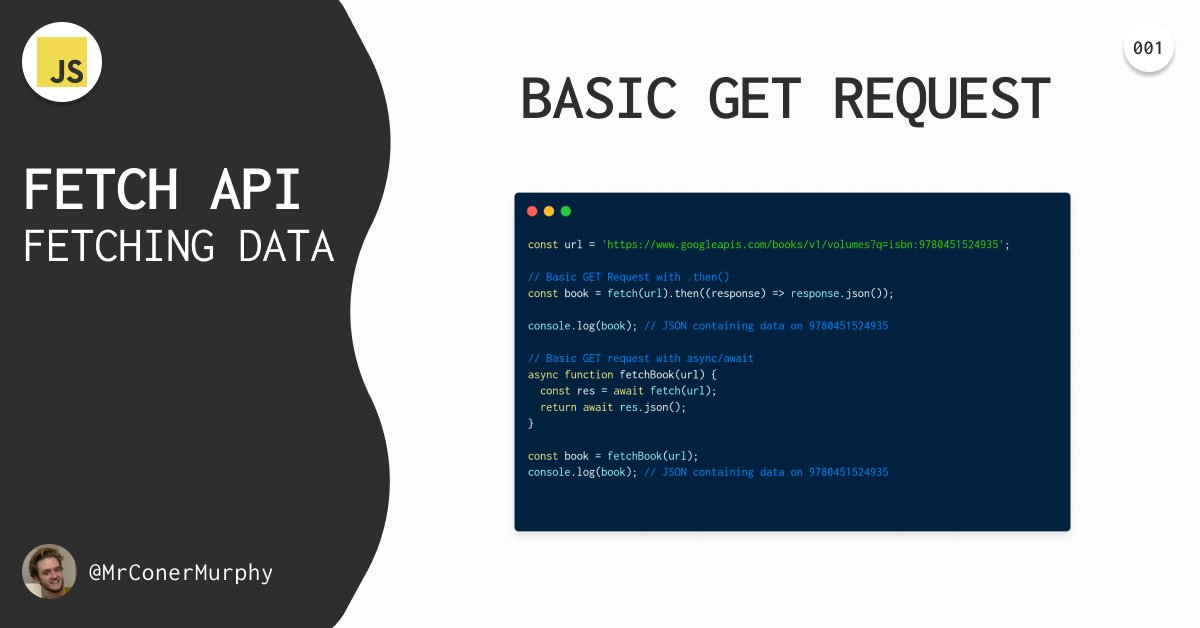 JS
FETCH API
FETCHING DATA
@MrConerMurphy
001
BASIC GET REQUEST
const url = 'https://www.googleapis.com/books/v1/volumes?q=isbn:9780451524935';
// Basic GET Request with .then()
const book = fetch(url).then((response) => response.json());
console.log(book); // JSON containing data on 9780451524935
// Basic GET request with async/await
async function fetchBook(url) {
  const res = await fetch(url);
  return await res.json();
}
const book = fetchBook(url);
console.log(book); // JSON containing data on 9780451524935